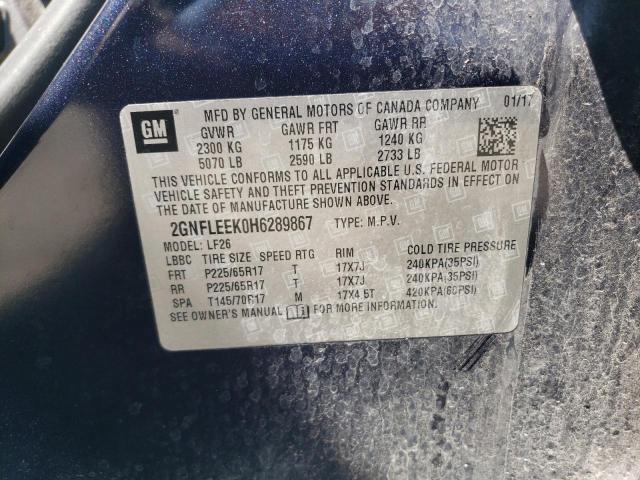 GM
MFD BY GENERAL MOTORS OF CANADA COMPANY 01/17
GVWR GAWR FRT GAWR RR
2300 KG 1175 KG 1240 KG
5070 LB 2590 LB 2733 LB
THIS VEHICLE CONFORMS TO ALL APPLICABLE U.S. FEDERAL MOTOR
VEHICLE SAFETY AND THEFT PREVENTION STANDARDS IN EFFECT ON
THE DATE OF MANUFACTURE SHOWN ABOVE.
2GNFLEEK0H6289867 TYPE: M.P.V.
MODEL: LF26
LBBC TIRE SIZE SPEED RTG RIM COLD TIRE PRESSURE
FRT P225/65R17 T 17X7J 240KPA(35PSI)
RR P225/65R17 T 17X7J 240KPA(35PSI)
SPA T145/70R17 M 17X4.5T 420KPA(60PSI)
SEE OWNER'S MANUAL FOR MORE INFORMATION.